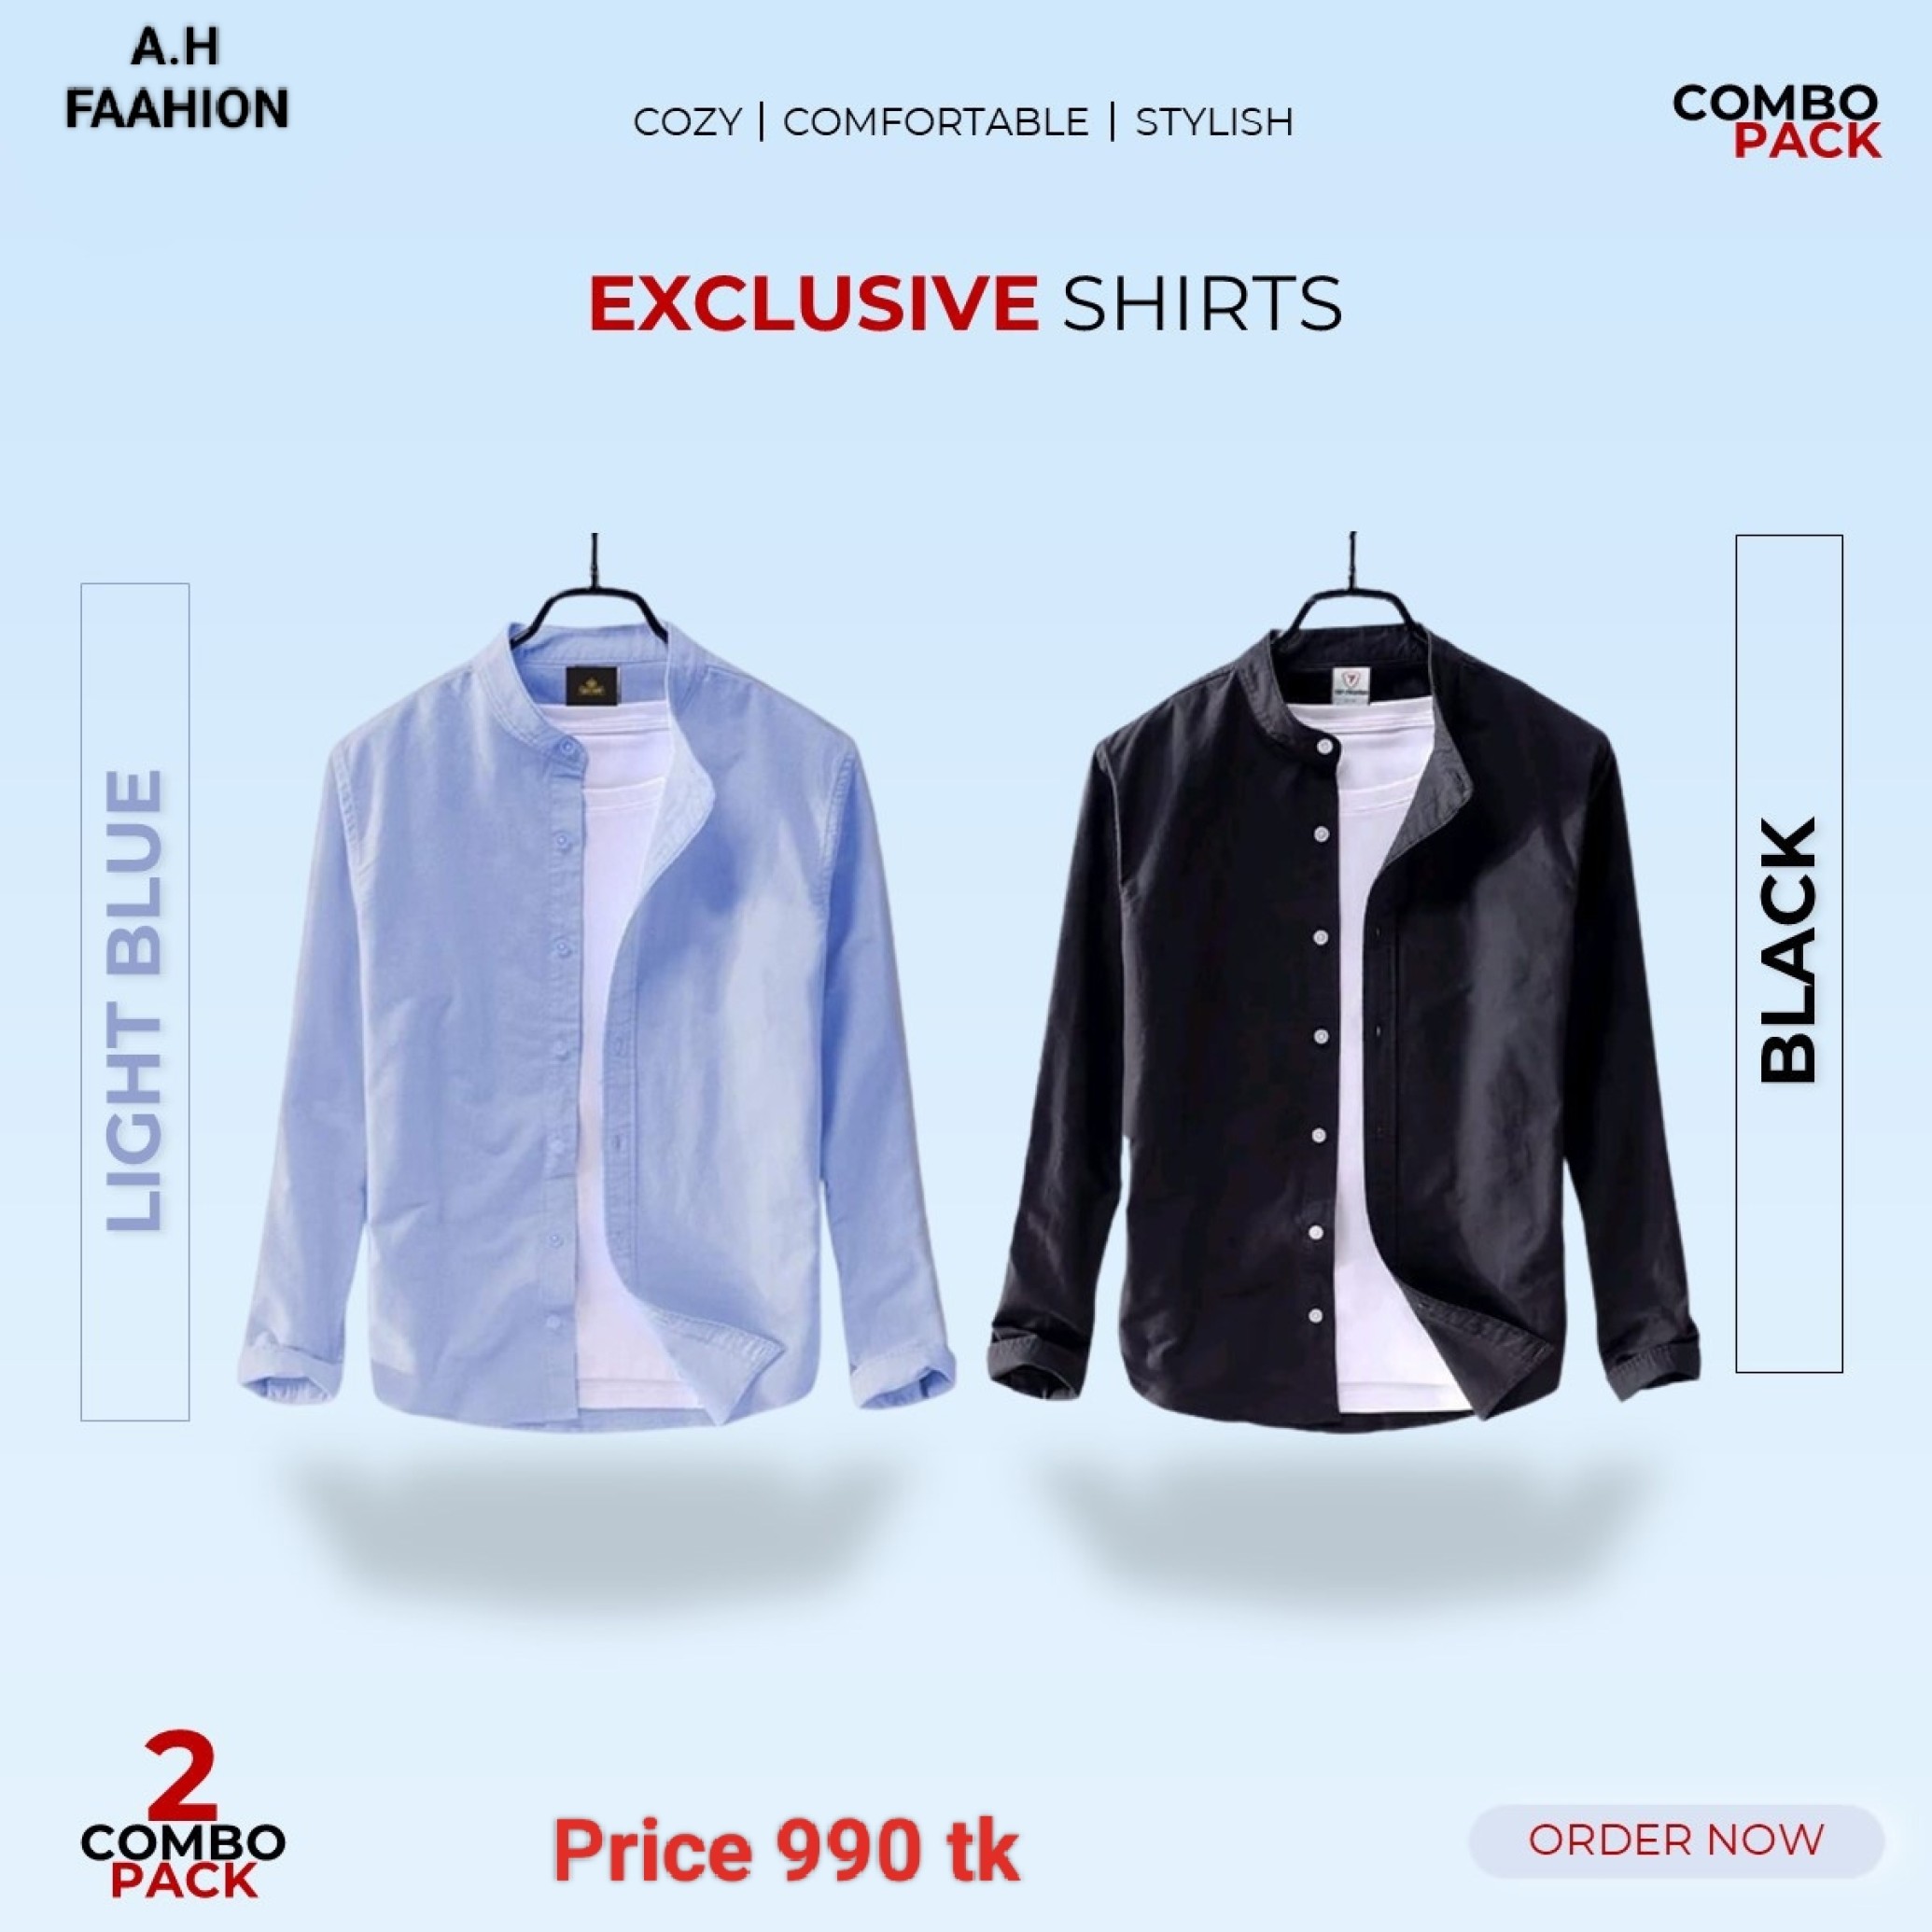 A.H
FAAHION
COZY | COMFORTABLE | STYLISH
COMBO
PACK
EXCLUSIVE SHIRTS
LIGHT BLUE
BLACK
2
COMBO
PACK
Price 990 tk
ORDER NOW